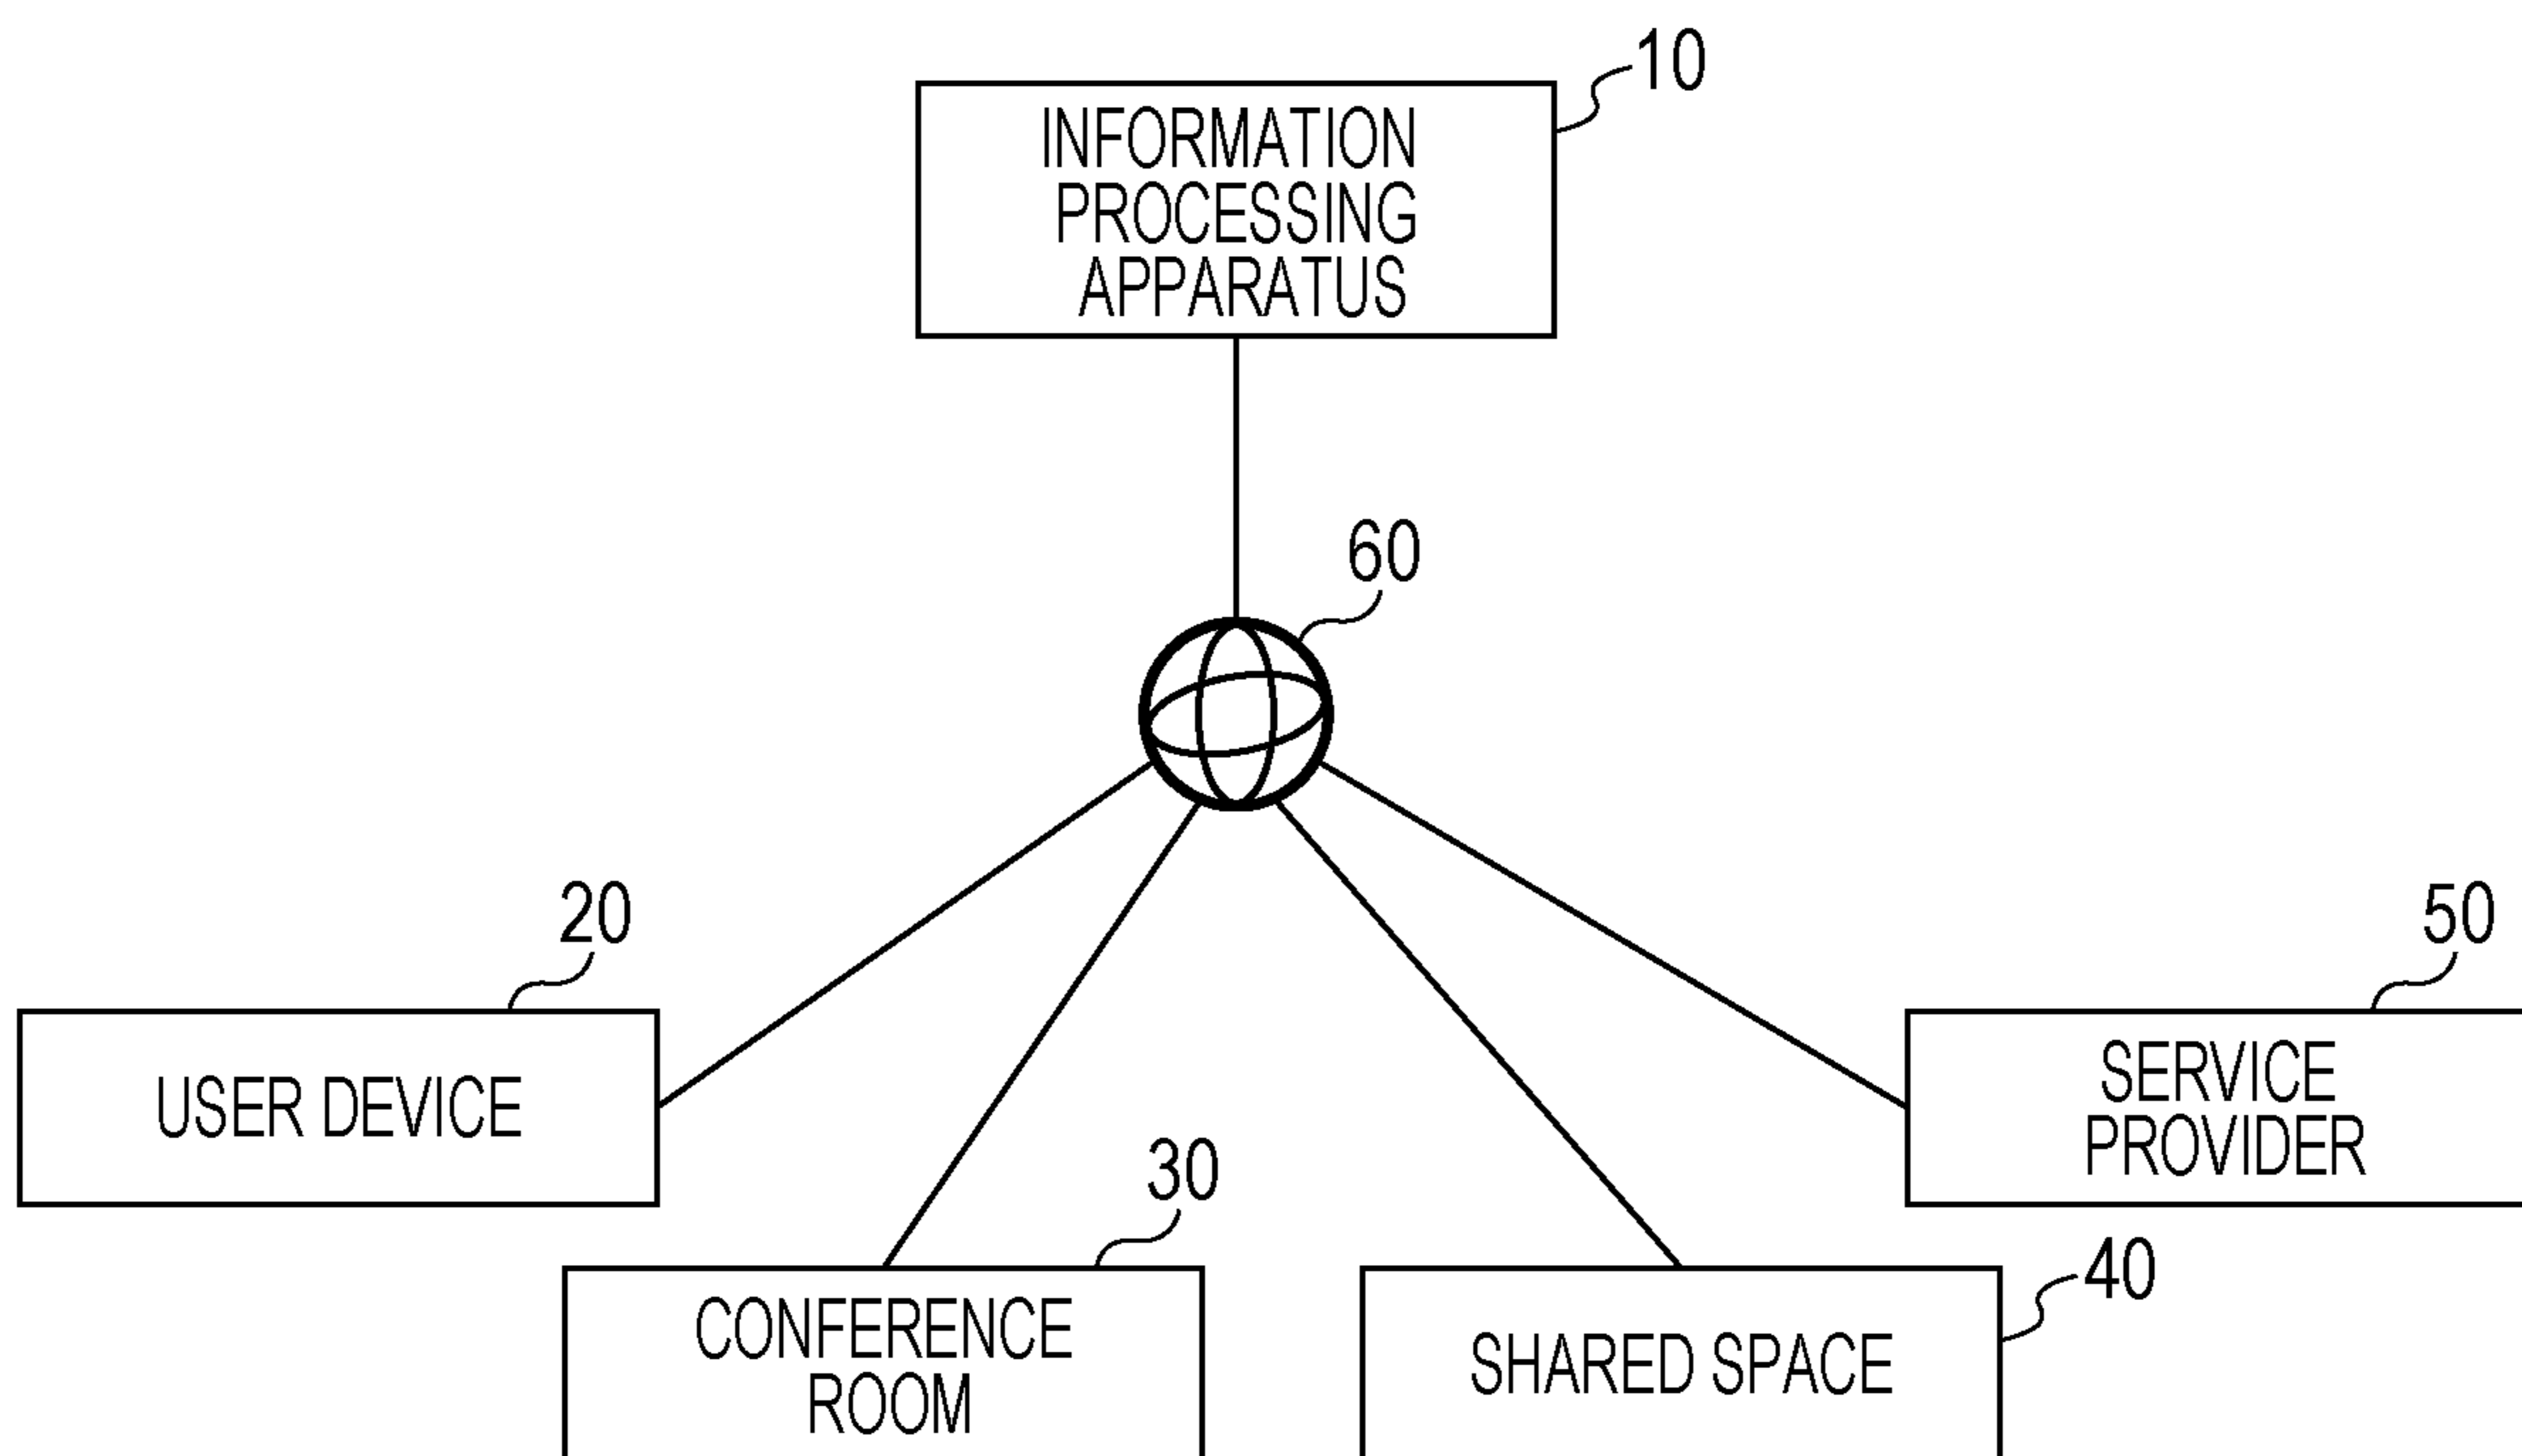 10
INFORMATION
PROCESSING
APPARATUS
60
20
USER DEVICE
50
SERVICE
PROVIDER
30
CONFERENCE
ROOM
40
SHARED SPACE